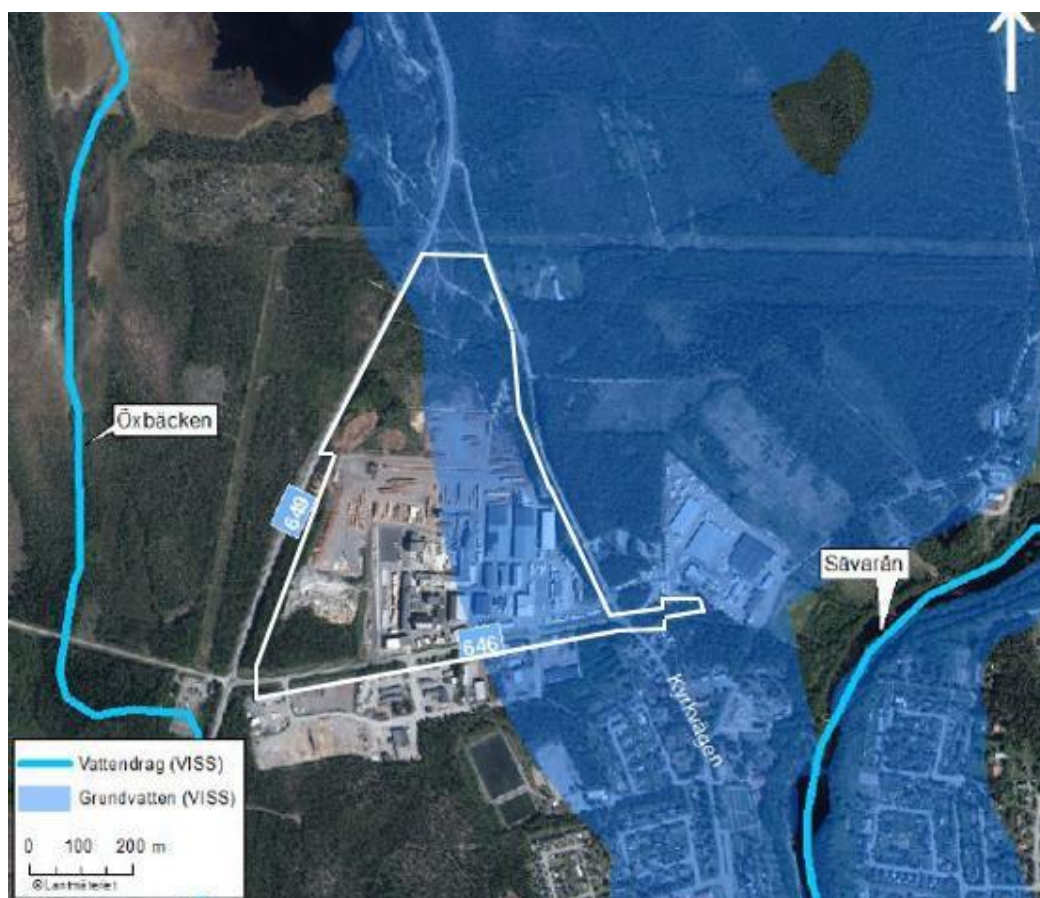 Öxbäcken
649
Sävarån
646
Kyrkvägen
Vattendrag (VISS)
Grundvatten (VISS)
0 100 200 m
©Lantmäteriet